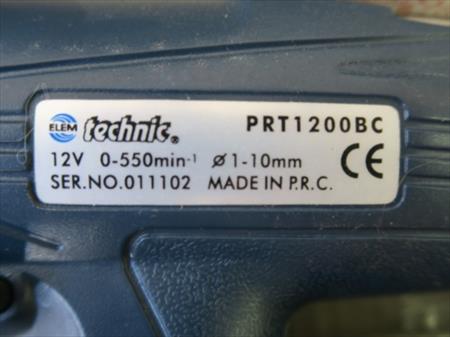 ELEM technic® PRT1200BC
12V 0-550min⁻¹ ø1-10mm CE
SER.NO.011102 MADE IN P.R.C.